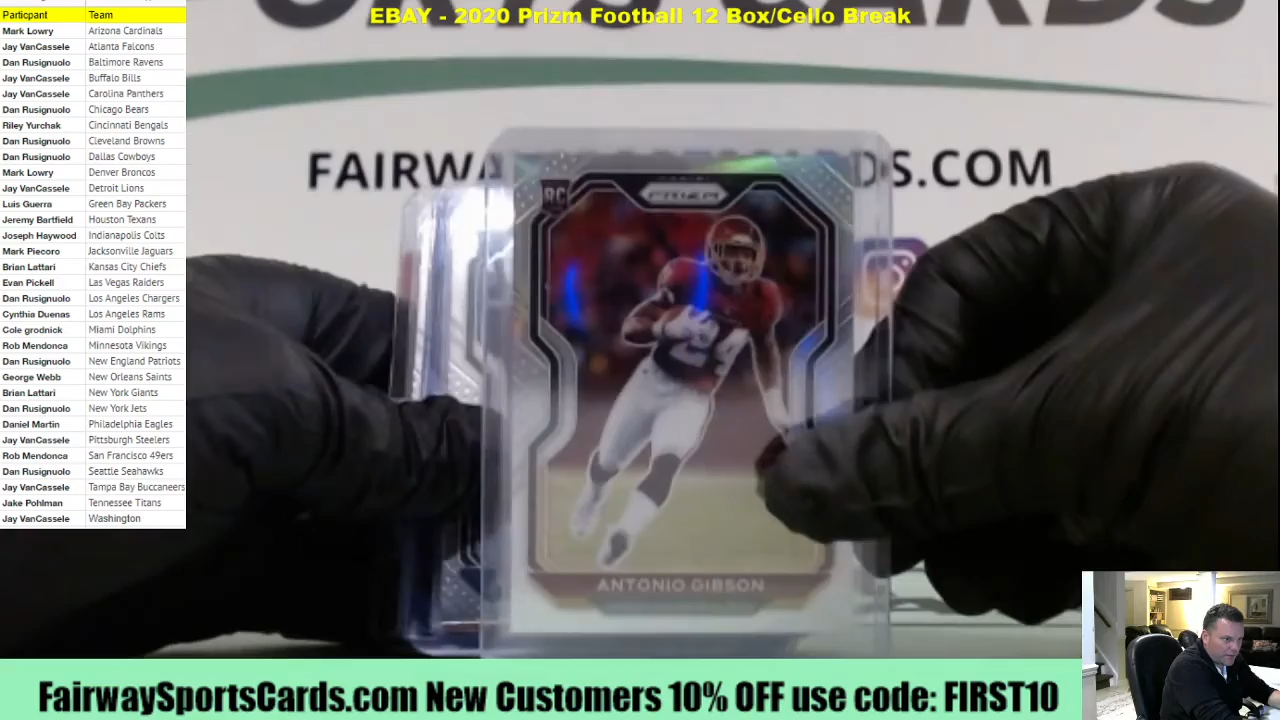 EBAY - 2020 Prizm Football 12 Box/Cello Break
Particpant Team
Mark Lowry Arizona Cardinals
Jay VanCassele Atlanta Falcons
Dan Rusignuolo Baltimore Ravens
Jay VanCassele Buffalo Bills
Jay VanCassele Carolina Panthers
Dan Rusignuolo Chicago Bears
Riley Yurchak Cincinnati Bengals
Dan Rusignuolo Cleveland Browns
Dan Rusignuolo Dallas Cowboys
Mark Lowry Denver Broncos
Jay VanCassele Detroit Lions
Luis Guerra Green Bay Packers
Jeremy Bartfield Houston Texans
Joseph Haywood Indianapolis Colts
Mark Piecoro Jacksonville Jaguars
Brian Lattari Kansas City Chiefs
Evan Pickell Las Vegas Raiders
Dan Rusignuolo Los Angeles Chargers
Cynthia Duenas Los Angeles Rams
Cole grodnick Miami Dolphins
Rob Mendonca Minnesota Vikings
Dan Rusignuolo New England Patriots
George Webb New Orleans Saints
Brian Lattari New York Giants
Dan Rusignuolo New York Jets
Daniel Martin Philadelphia Eagles
Jay VanCassele Pittsburgh Steelers
Rob Mendonca San Francisco 49ers
Dan Rusignuolo Seattle Seahawks
Jay VanCassele Tampa Bay Buccaneers
Jake Pohlman Tennessee Titans
Jay VanCassele Washington
FAIRW DS.COM
RC
PRIZM
24
ANTONIO GIBSON
FairwaySportsCards.com New Customers 10% OFF use code: FIRST10